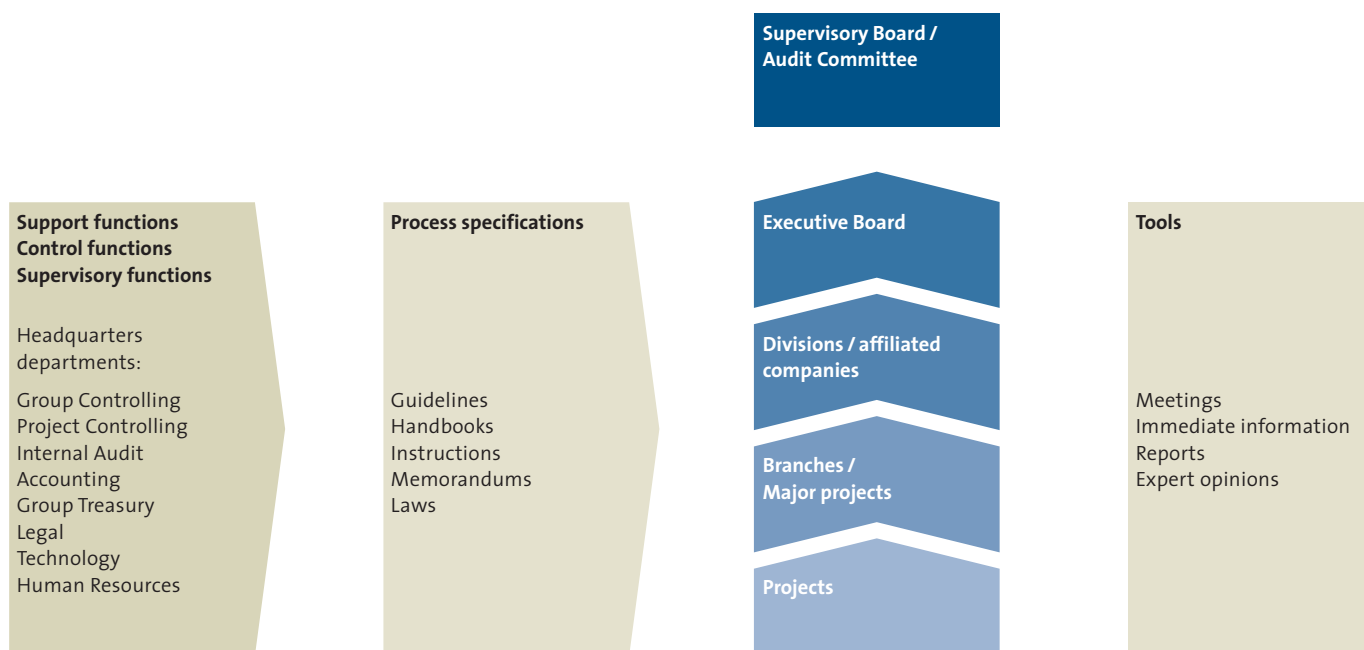 Supervisory Board /
Audit Committee
Support functions
Control functions
Supervisory functions
Headquarters
departments:
Group Controlling
Project Controlling
Internal Audit
Accounting
Group Treasury
Legal
Technology
Human Resources
Process specifications
Guidelines
Handbooks
Instructions
Memorandums
Laws
Executive Board
Divisions / affiliated
companies
Branches /
Major projects
Projects
Tools
Meetings
Immediate information
Reports
Expert opinions